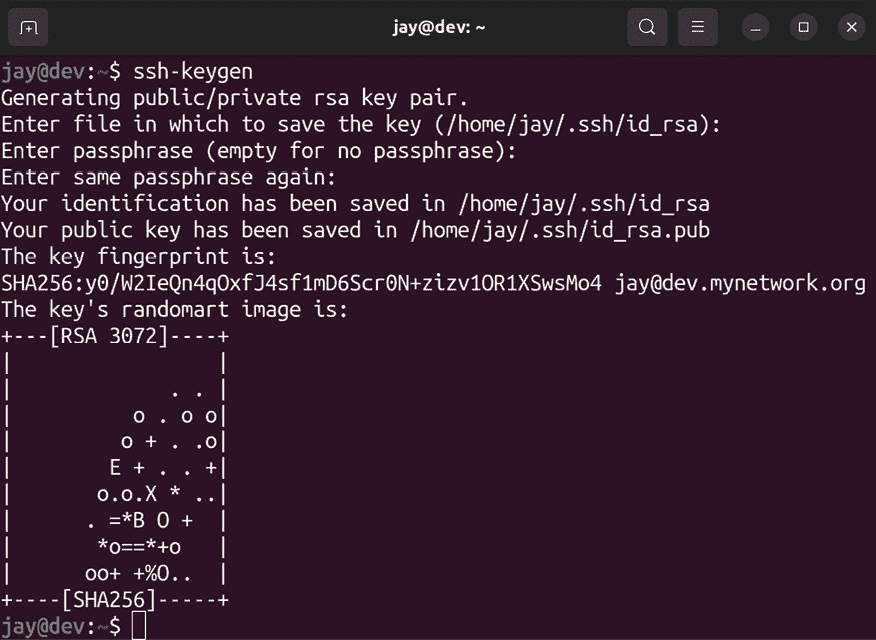 jay@dev: ~
jay@dev:~$ ssh-keygen
Generating public/private rsa key pair.
Enter file in which to save the key (/home/jay/.ssh/id_rsa):
Enter passphrase (empty for no passphrase):
Enter same passphrase again:
Your identification has been saved in /home/jay/.ssh/id_rsa
Your public key has been saved in /home/jay/.ssh/id_rsa.pub
The key fingerprint is:
SHA256:y0/W2IeQn4qOxfJ4sf1mD6Scr0N+zizv1OR1XSwsMo4 jay@dev.mynetwork.org
The key's randomart image is:
+---[RSA 3072]----+
|                 |
|             . . |
|          o . o o|
|         o + . .o|
|        E + . . +|
|       o.o.X * ..|
|      . =*B O +  |
|       *o==*+o   |
|      oo+ +%O..  |
+----[SHA256]-----+
jay@dev:~$